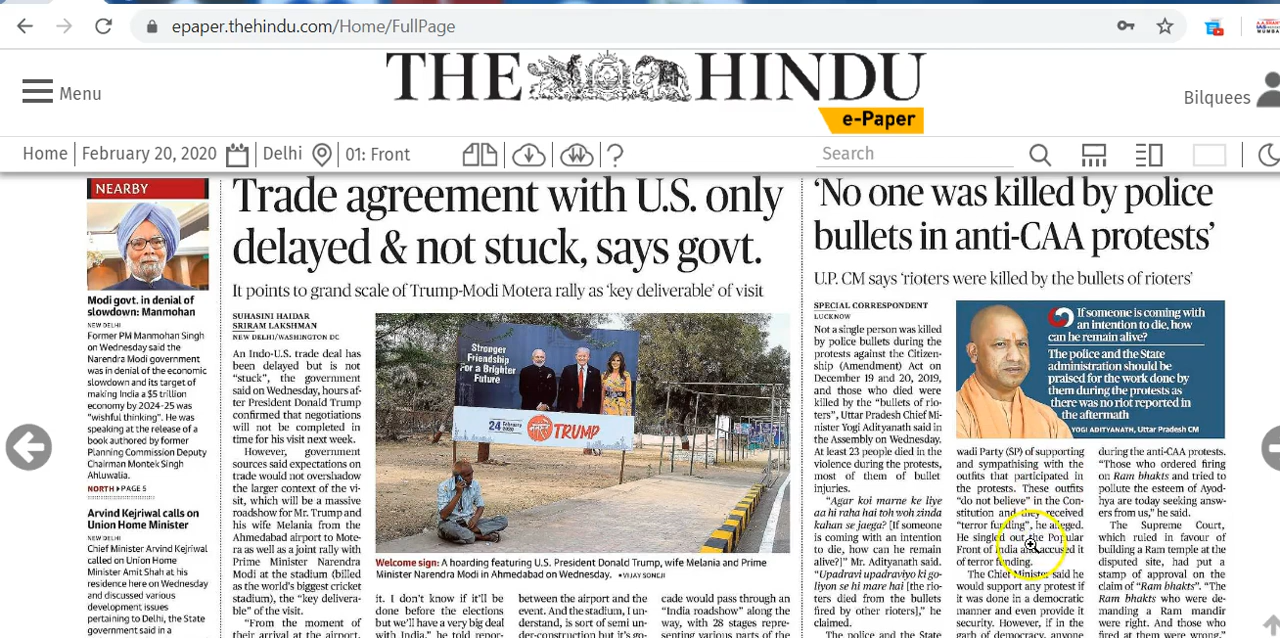 epaper.thehindu.com/Home/FullPage
THE HINDU
e-Paper
Menu
Bilquees
Home
February 20, 2020
Delhi
01: Front
?
Search
NEARBY
Modi govt. in denial of
slowdown: Manmohan
NEW DELHI
Former PM Manmohan Singh
on Wednesday said the
Narendra Modi government
was in denial of the economic
slowdown and its target of
making India a $5 trillion
economy by 2024-25 was
"wishful thinking". He was
speaking at the release of a
book authored by former
Planning Commission Deputy
Chairman Montek Singh
Ahluwalia.
NORTH ▸ PAGE 5
Arvind Kejriwal calls on
Union Home Minister
NEW DELHI
Chief Minister Arvind Kejriwal
called on Union Home Minister
Amit Shah at his
residence here on Wednesday
and discussed various
development issues
pertaining to Delhi, the State
government said in a
Trade agreement with U.S. only
delayed & not stuck, says govt.
It points to grand scale of Trump-Modi Motera rally as 'key deliverable' of visit
SUHASINI HAIDAR
SRIRAM LAKSHMAN
NEW DELHI/WASHINGTON DC
An Indo-U.S. trade deal has
been delayed but is not
"stuck", the government
said on Wednesday, hours af-
ter President Donald Trump
confirmed that negotiations
will not be completed in
time for his visit next week.
However, government
sources said expectations on
trade would not overshadow
the larger context of the vi-
sit, which will be a massive
roadshow for Mr. Trump and
his wife Melania from the
Ahmedabad airport to Mote-
ra as well as a joint rally with
Prime Minister Narendra
Modi at the stadium (billed
as the world's biggest cricket
stadium), the "key delivera-
ble" of the visit.
"From the moment of
their arrival at the airport,
Stronger
Friendship
For a Brighter
Future
24 February
2020
TRUMP
Welcome sign: A hoarding featuring U.S. President Donald Trump, wife Melania and Prime
Minister Narendra Modi in Ahmedabad on Wednesday. • VIJAY SONEJI
it. I don't know if it'll be
done before the elections
but we'll have a very big deal
with India," he told repor-
between the airport and the
event. And the stadium, I un-
derstand, is sort of semi un-
der-construction but it's go-
cade would pass through an
"India roadshow" along the
way, with 28 stages repre-
senting various parts of the
'No one was killed by police
bullets in anti-CAA protests'
U.P. CM says 'rioters were killed by the bullets of rioters'
SPECIAL CORRESPONDENT
LUCKNOW
Not a single person was killed
by police bullets during the
protests against the Citizen-
ship (Amendment) Act on
December 19 and 20, 2019,
and those who died were
killed by the "bullets of rio-
ters", Uttar Pradesh Chief Mi-
nister Yogi Adityanath said in
the Assembly on Wednesday.
At least 23 people died in the
violence during the protests,
most of them of bullet
injuries.
"Agar koi marne ke liye
aa hi raha hai toh woh zinda
kahan se jaega? [If someone
is coming with an intention
to die, how can he remain
alive?]" Mr. Adityanath said.
"Upadravi upadraviyo ki go-
liyon se hi mare hai [the rio-
ters died from the bullets
fired by other rioters]," he
claimed.
The police and the State
If someone is coming with
an intention to die, how
can he remain alive?
The police and the State
administration should be
praised for the work done by
them during the protests as
there was no riot reported in
the aftermath
YOGI ADITYANATH, Uttar Pradesh CM
wadi Party (SP) of supporting
and sympathising with the
outfits that participated in
the protests. These outfits
"do not believe" in the Con-
stitution and they received
"terror funding", he alleged.
He singled out the Popular
Front of India and accused it
of terror funding.
The Chief Minister said he
would support any protest if
it was done in a democratic
manner and even provide it
security. However, if in the
garb of democracy, anyone
during the anti-CAA protests.
"Those who ordered firing
on Ram bhakts and tried to
pollute the esteem of Ayod-
hya are today seeking answ-
ers from us," he said.
The Supreme Court,
which ruled in favour of
building a Ram temple at the
disputed site, had put a
stamp of approval on the
claim of "Ram bhakts". "The
Ram bhakts who were de-
manding a Ram mandir
were right. And those who
fired at them were